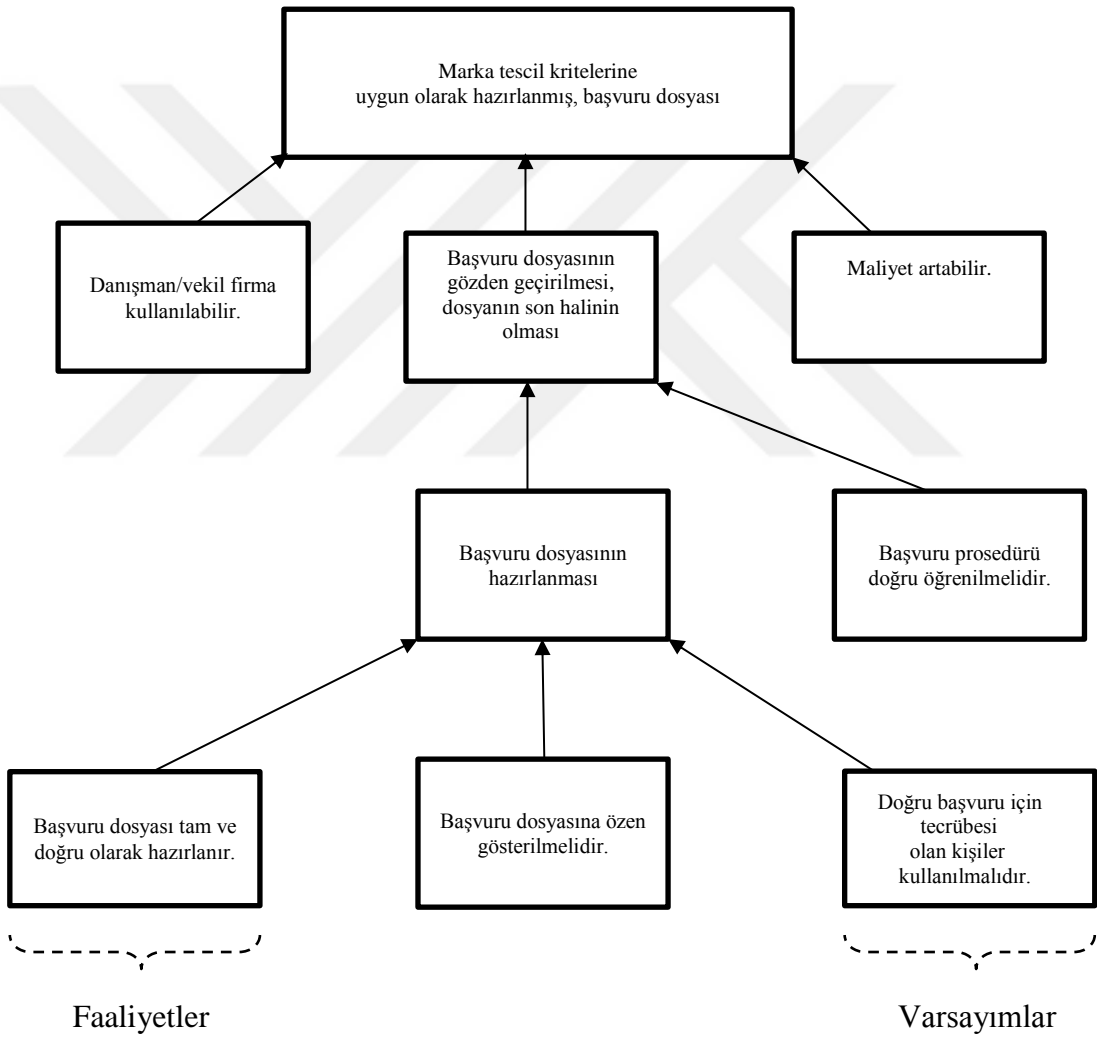 Marka tescil kritelerine
uygun olarak hazırlanmış, başvuru dosyası
Danışman/vekil firma
kullanılabilir.
Başvuru dosyasının
gözden geçirilmesi,
dosyanın son halinin
olması
Maliyet artabilir.
Başvuru dosyasının
hazırlanması
Başvuru prosedürü
doğru öğrenilmelidir.
Başvuru dosyası tam ve
doğru olarak hazırlanır.
Başvuru dosyasına özen
gösterilmelidir.
Doğru başvuru için
tecrübesi
olan kişiler
kullanılmalıdır.
Faaliyetler
Varsayımlar